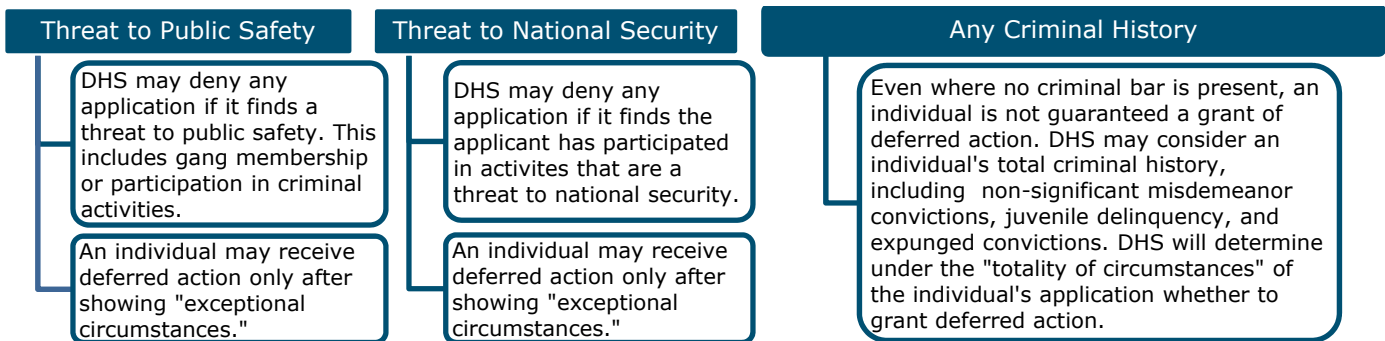 Threat to Public Safety
DHS may deny any
application if it finds a
threat to public safety. This
includes gang membership
or participation in criminal
activities.
An individual may receive
deferred action only after
showing "exceptional
circumstances."
Threat to National Security
DHS may deny any
application if it finds the
applicant has participated
in activites that are a
threat to national security.
An individual may receive
deferred action only after
showing "exceptional
circumstances."
Any Criminal History
Even where no criminal bar is present, an
individual is not guaranteed a grant of
deferred action. DHS may consider an
individual's total criminal history,
including  non-significant misdemeanor
convictions, juvenile delinquency, and
expunged convictions. DHS will determine
under the "totality of circumstances" of
the individual's application whether to
grant deferred action.